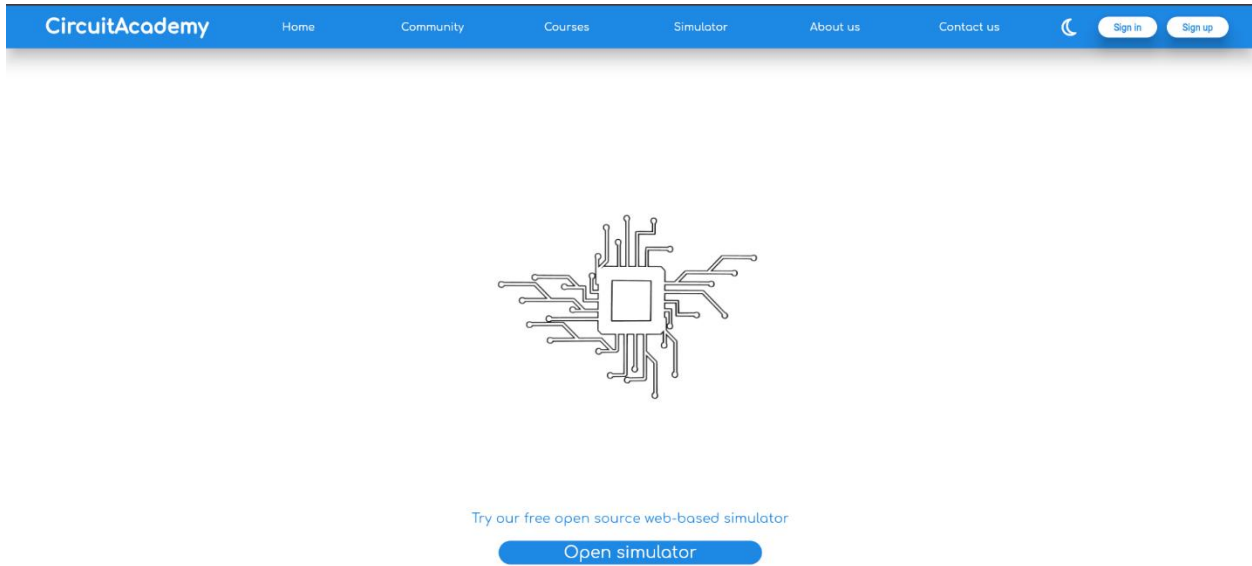 CircuitAcademy Home Community Courses Simulator About us Contact us Sign in Sign up
Try our free open source web-based simulator
Open simulator